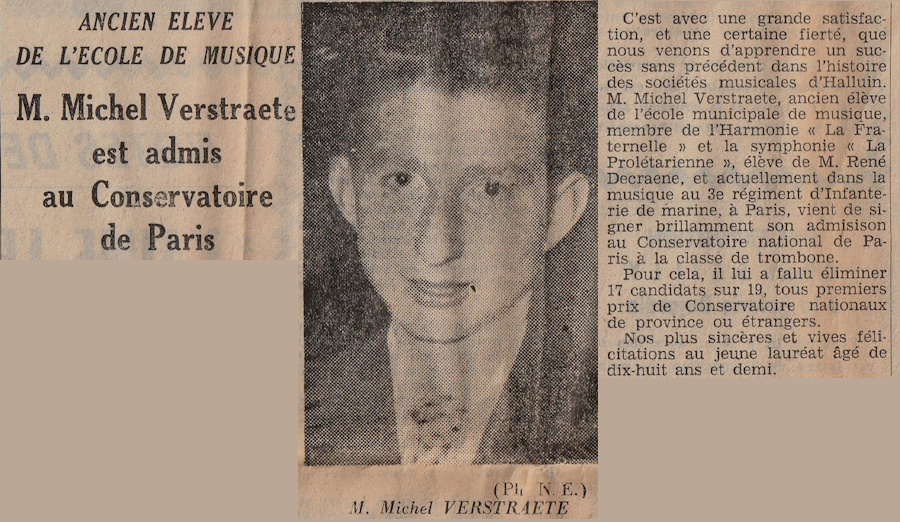 ANCIEN ELEVE
DE L'ECOLE DE MUSIQUE
M. Michel Verstraete
est admis
au Conservatoire
de Paris
(Ph. N. E.)
M. Michel VERSTRAETE
C'est avec une grande satisfac-
tion, et une certaine fierté, que
nous venons d'apprendre un suc-
cès sans précédent dans l'histoire
des sociétés musicales d'Halluin.
M. Michel Verstraete, ancien élève
de l'école municipale de musique,
membre de l'Harmonie « La Fra-
ternelle » et la symphonie « La
Prolétarienne », élève de M. René
Decraene, et actuellement dans la
musique au 3e régiment d'Infante-
rie de marine, à Paris, vient de si-
gner brillamment son admisison
au Conservatoire national de Pa-
ris à la classe de trombone.
Pour cela, il lui a fallu éliminer
17 candidats sur 19, tous premiers
prix de Conservatoire nationaux
de province ou étrangers.
Nos plus sincères et vives féli-
citations au jeune lauréat âgé de
dix-huit ans et demi.